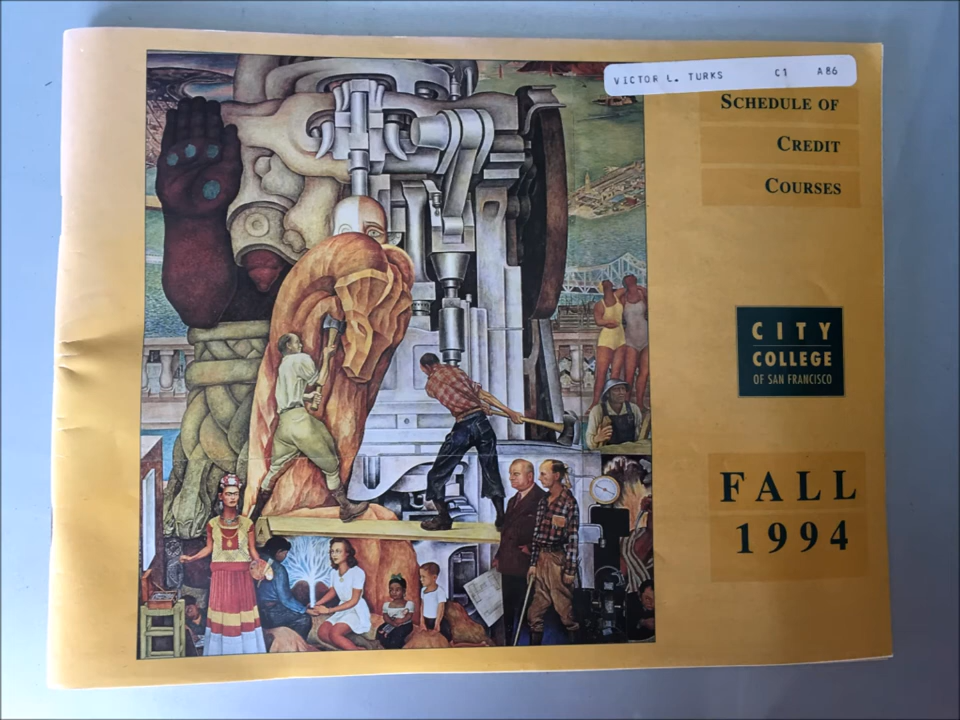 VICTOR L. TURKS C1 A86
SCHEDULE OF
CREDIT
COURSES
CITY
COLLEGE
OF SAN FRANCISCO
FALL
1994